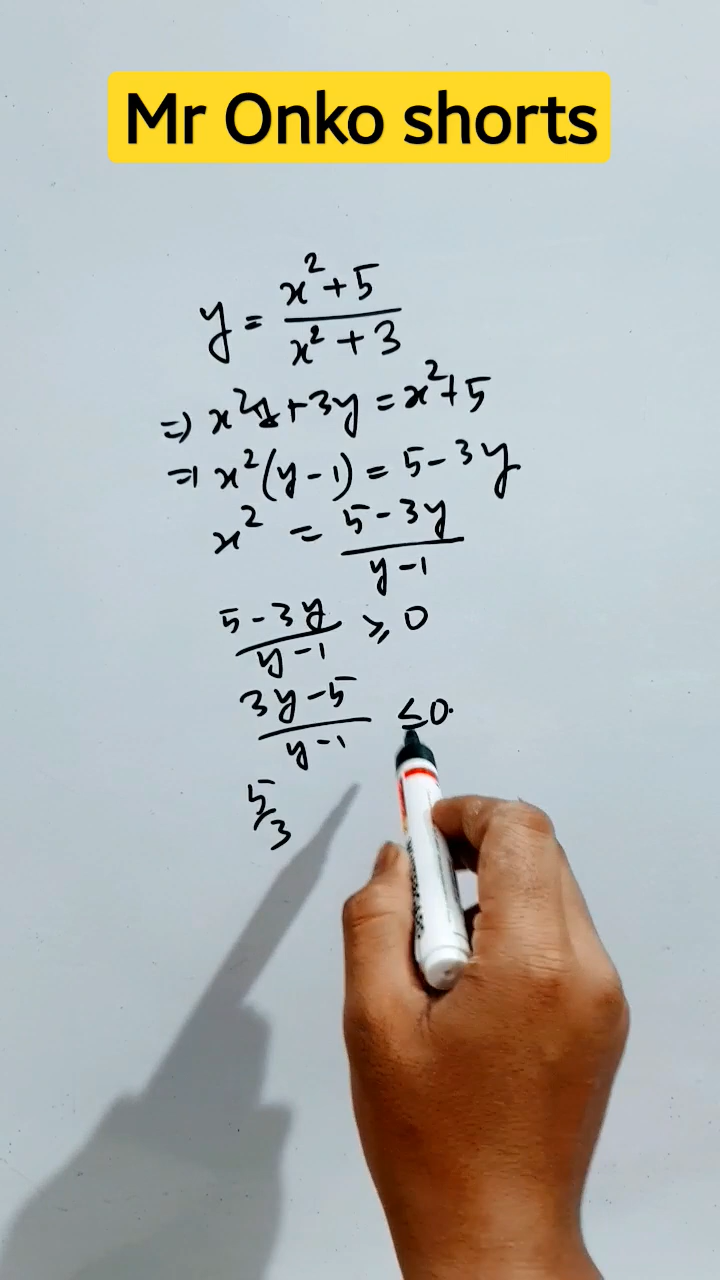 Mr Onko shorts
y = x²+5 / x²+3
⇒ x²y+3y = x²+5
⇒ x²(y-1) = 5-3y
x² = 5-3y / y-1
5-3y / y-1 ≥ 0
3y-5 / y-1 ≤0.
5/3